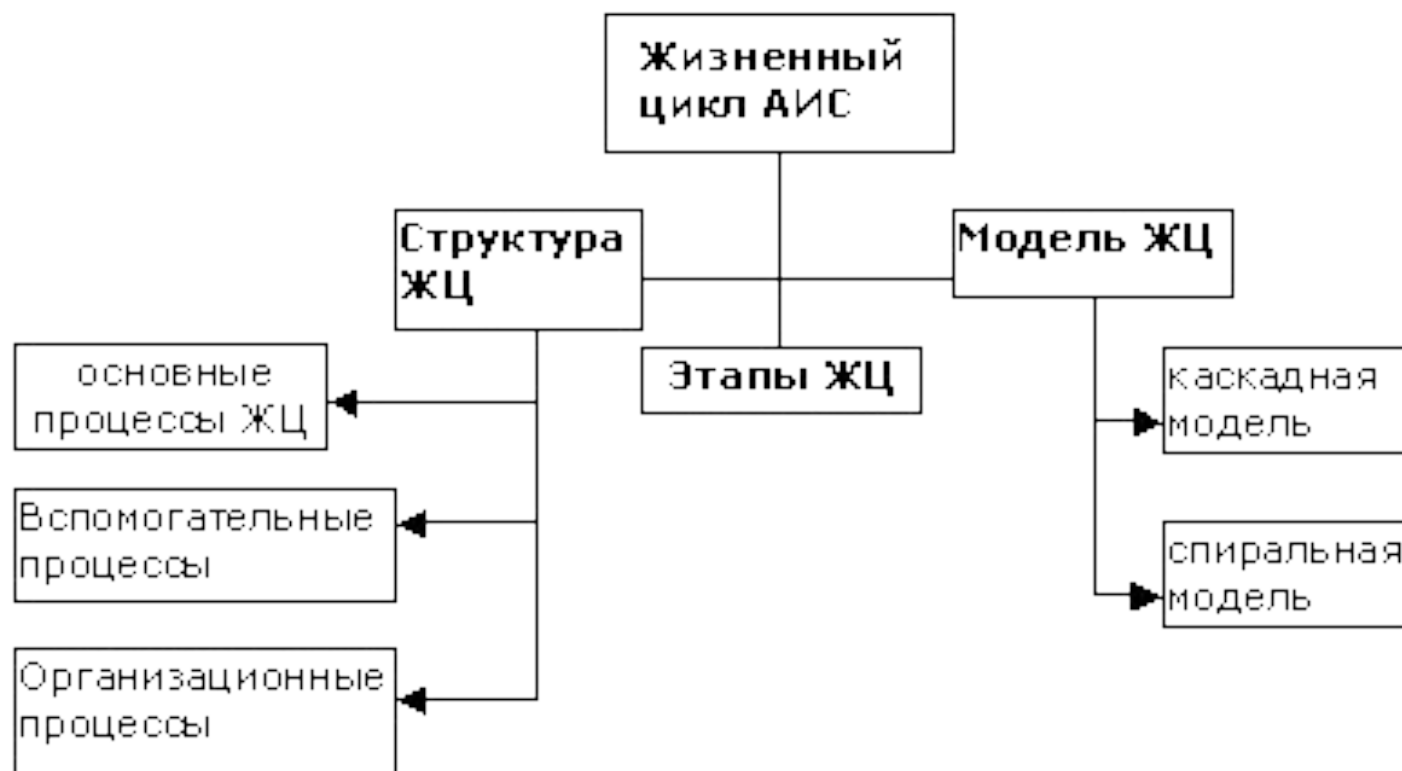 Жизненный
цикл АИС
Структура
ЖЦ
Модель ЖЦ
Этапы ЖЦ
основные
процессы ЖЦ
каскадная
модель
Вспомогательные
процессы
спиральная
модель
Организационные
процессы